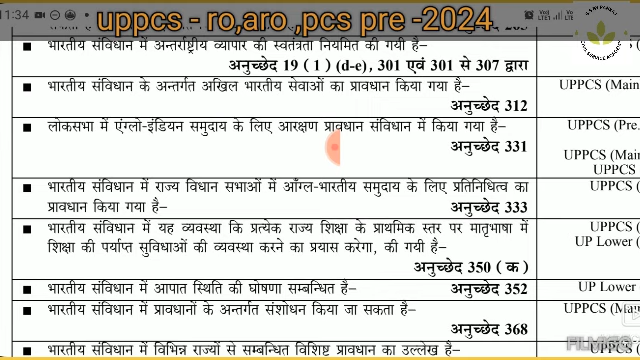 11:34
uppcs - ro,aro ,pcs pre -2024
■ भारतीय संविधान में अन्तर्राष्ट्रीय व्यापार की स्वतंत्रता नियमित की गयी है–
अनुच्छेद 19 ( 1 ) (d-e), 301 एवं 301 से 307 द्वारा
■ भारतीय संविधान के अन्तर्गत अखिल भारतीय सेवाओं का प्रावधान किया गया है– UPPCS (Main
अनुच्छेद 312
■ लोकसभा में एंग्लो-इंडियन समुदाय के लिए आरक्षण प्रावधान संविधान में किया गया है– UPPCS (Pre.
अनुच्छेद 331 UPPCS (Main
UPPCS (
■ भारतीय संविधान में राज्य विधान सभाओं में आँग्ल-भारतीय समुदाय के लिए प्रतिनिधित्व का UPPCS (
प्रावधान किया गया है– अनुच्छेद 333
■ भारतीय संविधान में यह व्यवस्था कि प्रत्येक राज्य शिक्षा के प्राथमिक स्तर पर मातृभाषा में UPPCS (
शिक्षा की पर्याप्त सुविधाओं की व्यवस्था करने का प्रयास करेगा, की गयी है– UP Lower (
अनुच्छेद 350 (क)
■ भारतीय संविधान में आपात स्थिति की घोषणा सम्बन्धित है– अनुच्छेद 352 UP Lower
■ भारतीय संविधान में प्रावधानों के अन्तर्गत संशोधन किया जा सकता है– UPPCS (Main
अनुच्छेद 368
■ भारतीय संविधान में विभिन्न राज्यों से सम्बन्धित विशिष्ट प्रावधान का उल्लेख है– UPPCS